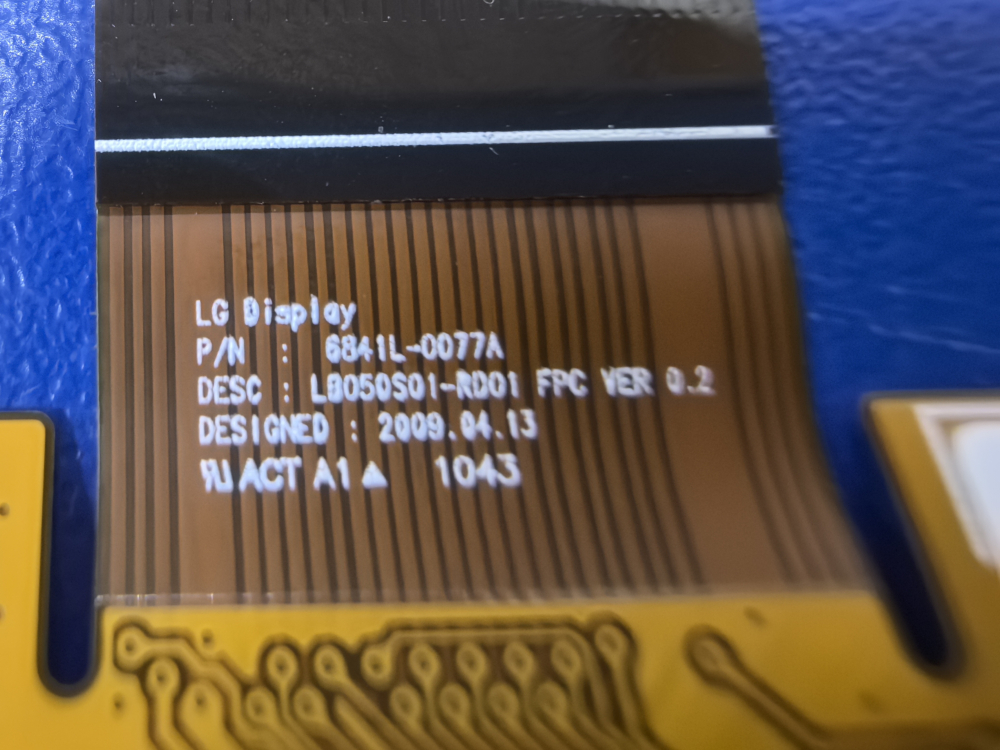 LG Display
P/N : 6841L-0077A
DESC : LB050S01-RD01 FPC VER 0.2
DESIGNED : 2009.04.13
ACT A1▲ 1043